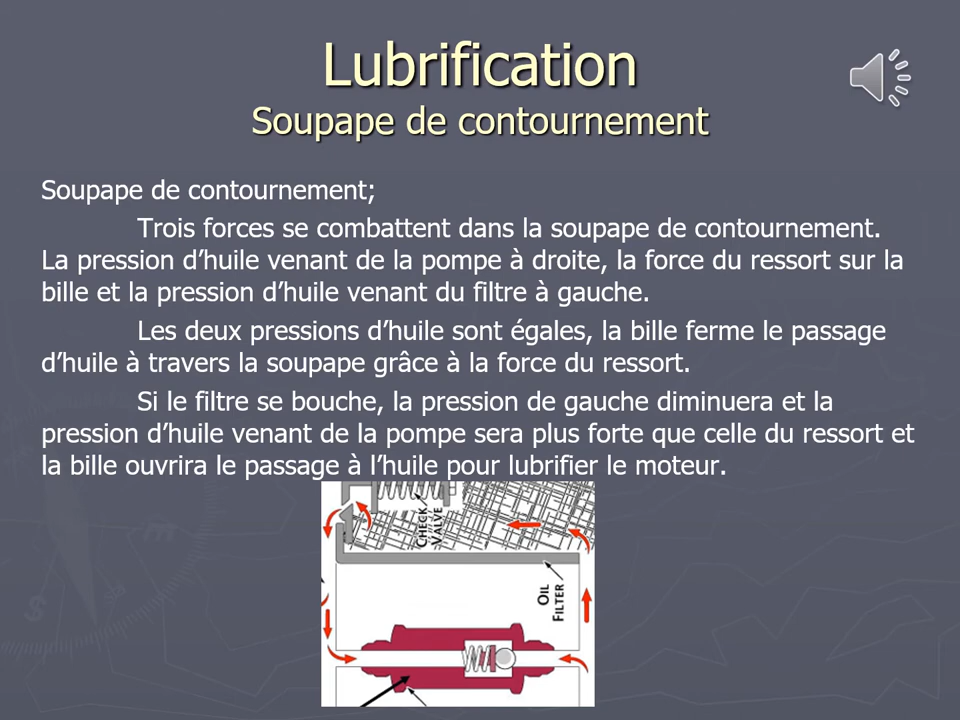 Lubrification
Soupape de contournement
Soupape de contournement;
Trois forces se combattent dans la soupape de contournement.
La pression d’huile venant de la pompe à droite, la force du ressort sur la
bille et la pression d’huile venant du filtre à gauche.
Les deux pressions d’huile sont égales, la bille ferme le passage
d’huile à travers la soupape grâce à la force du ressort.
Si le filtre se bouche, la pression de gauche diminuera et la
pression d’huile venant de la pompe sera plus forte que celle du ressort et
la bille ouvrira le passage à l’huile pour lubrifier le moteur.
CHECK
VALVE
OIL
FILTER